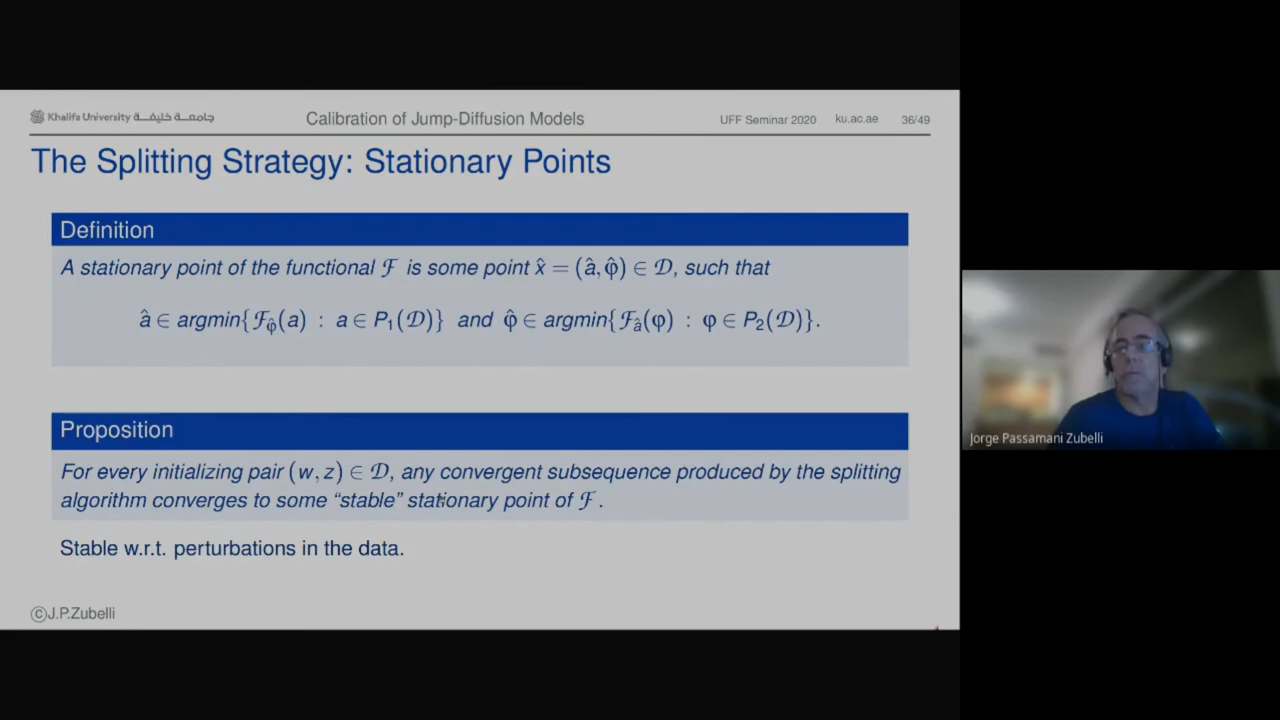 Khalifa University جامعة خليفة
Calibration of Jump-Diffusion Models
UFF Seminar 2020
ku.ac.ae
36/49
The Splitting Strategy: Stationary Points
Definition
A stationary point of the functional ℱ is some point x̂ = (â, φ̂) ∈ 𝒟, such that
â ∈ argmin{ℱ_φ̂(a) : a ∈ P₁(𝒟)} and φ̂ ∈ argmin{ℱ_â(φ) : φ ∈ P₂(𝒟)}.
Proposition
For every initializing pair (w, z) ∈ 𝒟, any convergent subsequence produced by the splitting
algorithm converges to some “stable” stationary point of ℱ.
Stable w.r.t. perturbations in the data.
©J.P.Zubelli
Jorge Passamani Zubelli